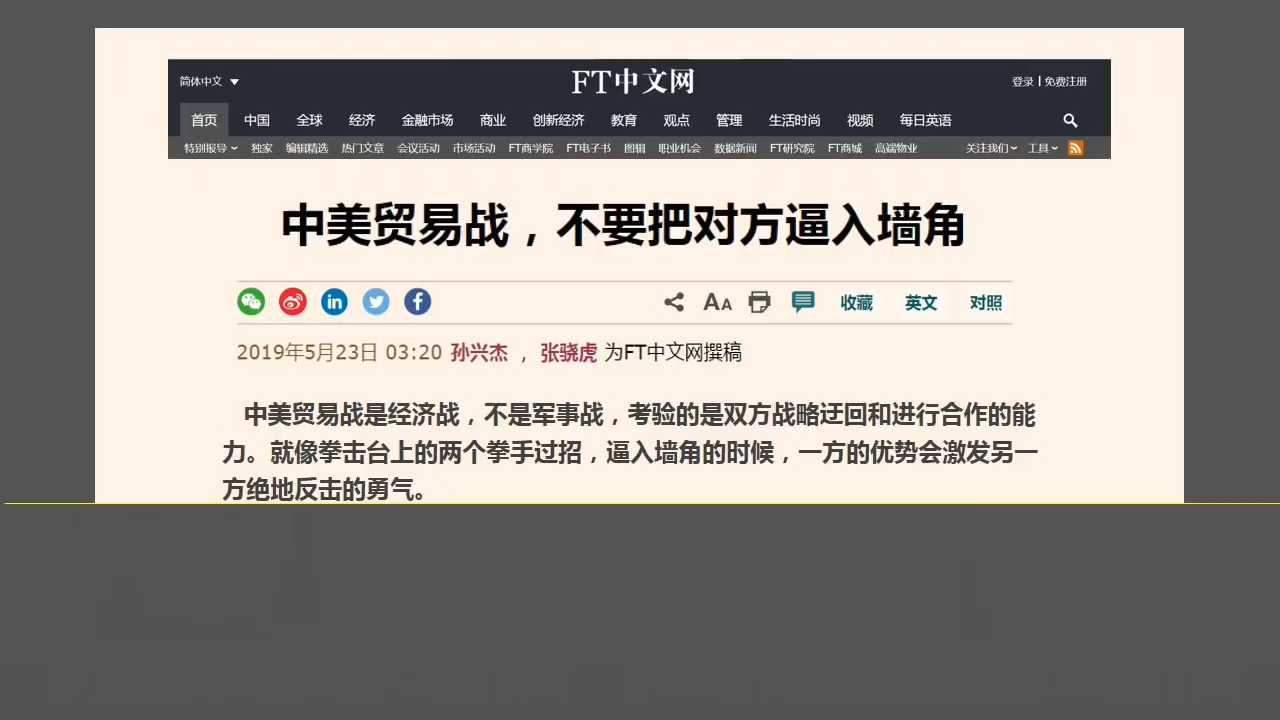 简体中文
FT中文网
登录 | 免费注册
首页 中国 全球 经济 金融市场 商业 创新经济 教育 观点 管理 生活时尚 视频 每日英语
特别报导 独家 编辑精选 热门文章 会议活动 市场活动 FT商学院 FT电子书 图辑 职业机会 数据新闻 FT研究院 FT商城 高端物业 关注我们 工具
中美贸易战，不要把对方逼入墙角
AA 收藏 英文 对照
2019年5月23日 03:20 孙兴杰 ，张骁虎 为FT中文网撰稿
中美贸易战是经济战，不是军事战，考验的是双方战略迂回和进行合作的能
力。就像拳击台上的两个拳手过招，逼入墙角的时候，一方的优势会激发另一
方绝地反击的勇气。